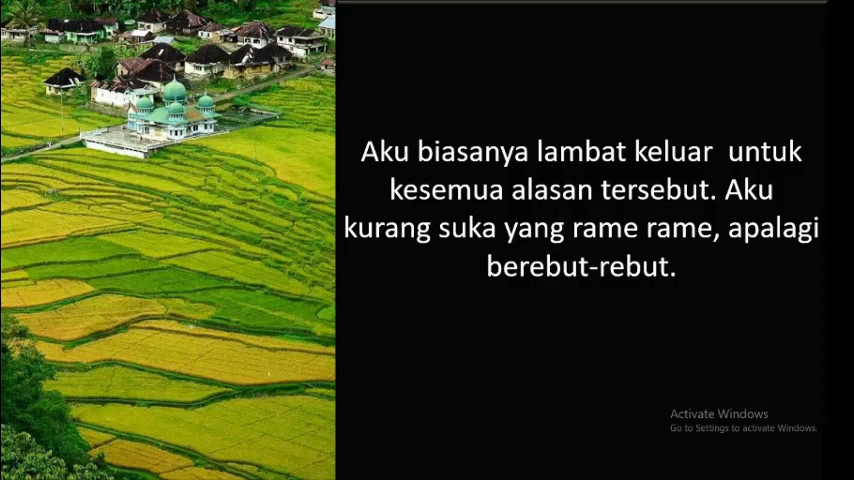 Aku biasanya lambat keluar  untuk
kesemua alasan tersebut. Aku
kurang suka yang rame rame, apalagi
berebut-rebut.
Activate Windows
Go to Settings to activate Windows.